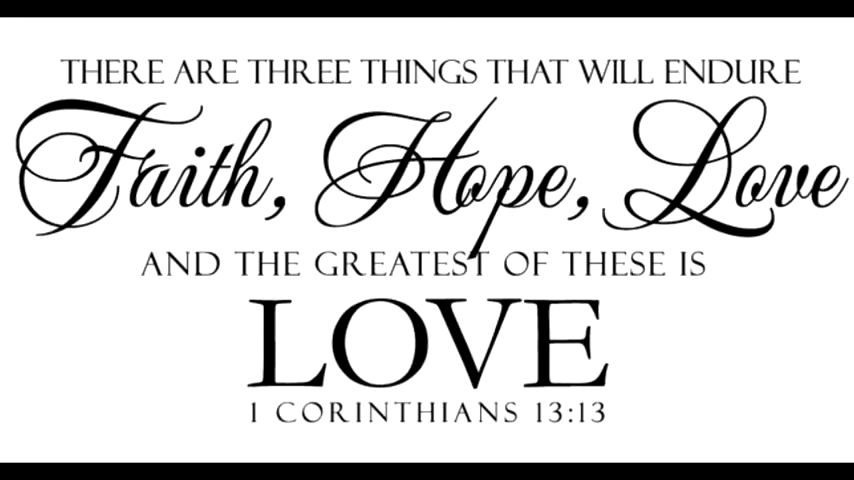 THERE ARE THREE THINGS THAT WILL ENDURE
Faith, Hope, Love
AND THE GREATEST OF THESE IS
LOVE
1 CORINTHIANS 13:13